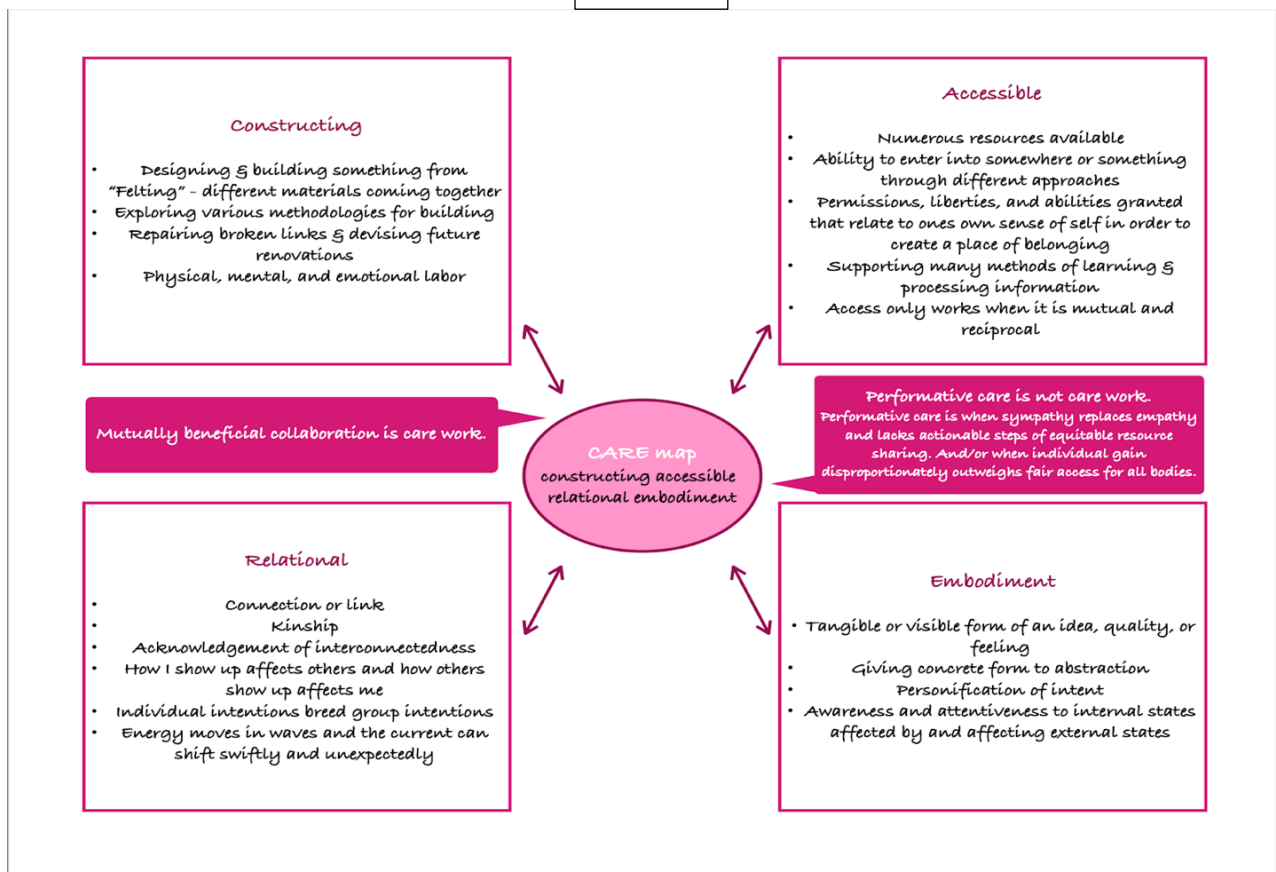 Constructing
• Designing & building something from
“Felting” - different materials coming together
• Exploring various methodologies for building
• Repairing broken links & devising future
renovations
• Physical, mental, and emotional labor
Accessible
• Numerous resources available
• Ability to enter into somewhere or something
through different approaches
• Permissions, liberties, and abilities granted
that relate to ones own sense of self in order to
create a place of belonging
• Supporting many methods of learning &
processing information
• Access only works when it is mutual and
reciprocal
Mutually beneficial collaboration is care work.
CARE map
constructing accessible
relational embodiment
Performative care is not care work.
Performative care is when sympathy replaces empathy
and lacks actionable steps of equitable resource
sharing. And/or when individual gain
disproportionately outweighs fair access for all bodies.
Relational
• Connection or link
• Kinship
• Acknowledgement of interconnectedness
• How I show up affects others and how others
show up affects me
• Individual intentions breed group intentions
• Energy moves in waves and the current can
shift swiftly and unexpectedly
Embodiment
• Tangible or visible form of an idea, quality, or
feeling
• Giving concrete form to abstraction
• Personification of intent
• Awareness and attentiveness to internal states
affected by and affecting external states